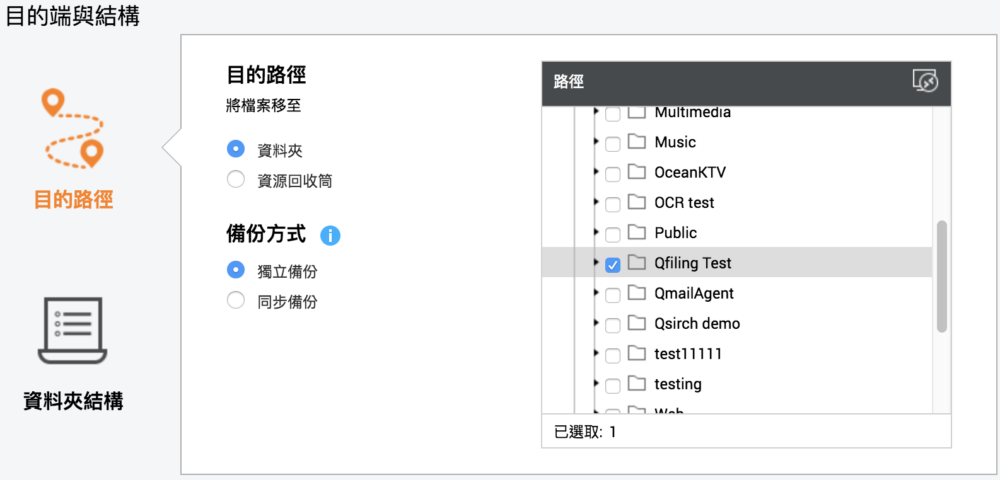 目的端與結構
目的路徑
資料夾結構
目的路徑
將檔案移至
資料夾
資源回收筒
備份方式
獨立備份
同步備份
路徑
Multimedia
Music
OceanKTV
OCR test
Public
Qfiling Test
QmailAgent
Qsirch demo
test11111
testing
Web
已選取: 1